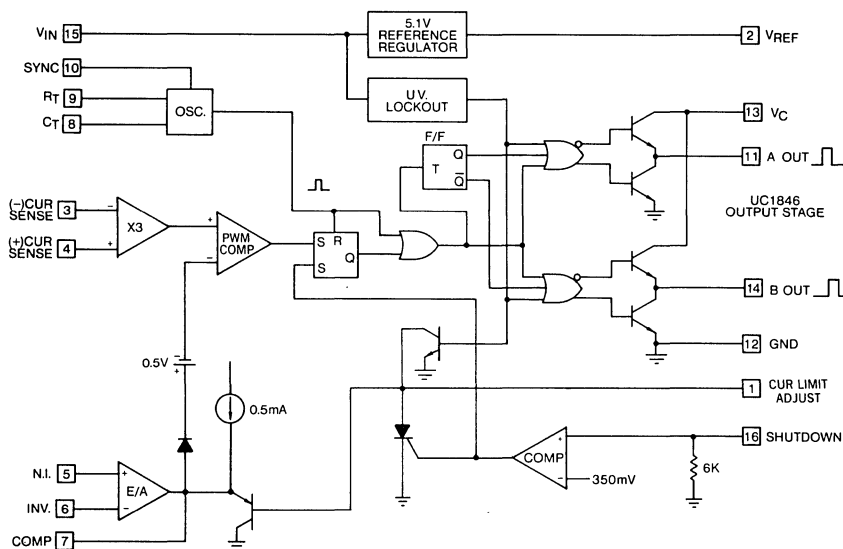 VIN 15
5.1V
REFERENCE
REGULATOR
2 VREF
SYNC 10
RT 9
CT 8
OSC.
U V.
LOCKOUT
13 VC
F/F
T
Q
Q̅
11 A OUT
UC1846
OUTPUT STAGE
(-)CUR
SENSE 3
-
(+)CUR
SENSE 4
+
X3
+
-
PWM
COMP
S
R
S
Q
14 B OUT
12 GND
0.5V
-
+
0.5mA
1 CUR LIMIT
ADJUST
16 SHUTDOWN
COMP
+
-
350mV
6K
N.I. 5
+
E/A
INV. 6
-
COMP 7